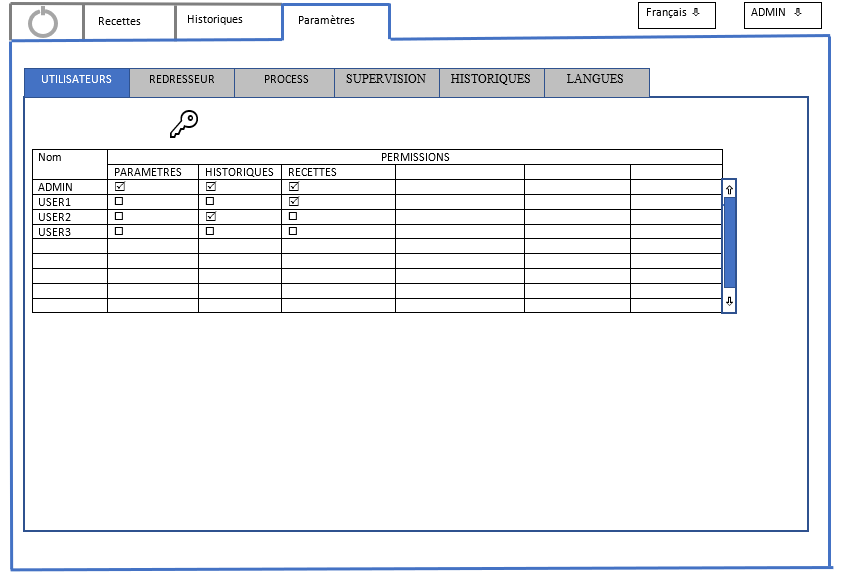 Recettes Historiques Paramètres Français ADMIN
UTILISATEURS REDRESSEUR PROCESS SUPERVISION HISTORIQUES LANGUES
Nom PERMISSIONS
PARAMETRES HISTORIQUES RECETTES
ADMIN
USER1
USER2
USER3